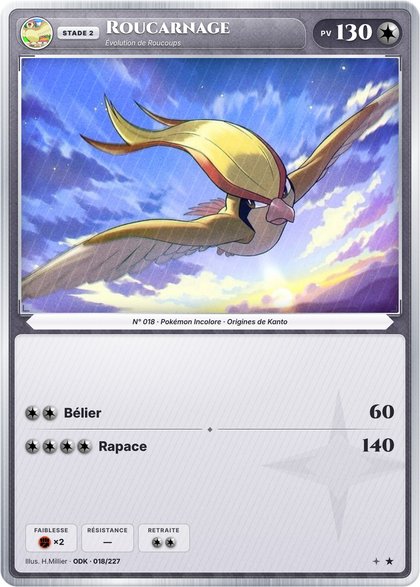 STADE 2
ROUCARNAGE
Évolution de Roucoups
PV 130
N° 018 · Pokémon Incolore · Origines de Kanto
Bélier 60
Rapace 140
FAIBLESSE
×2
RÉSISTANCE
—
RETRAITE
Illus. H.Millier · ODK · 018/227